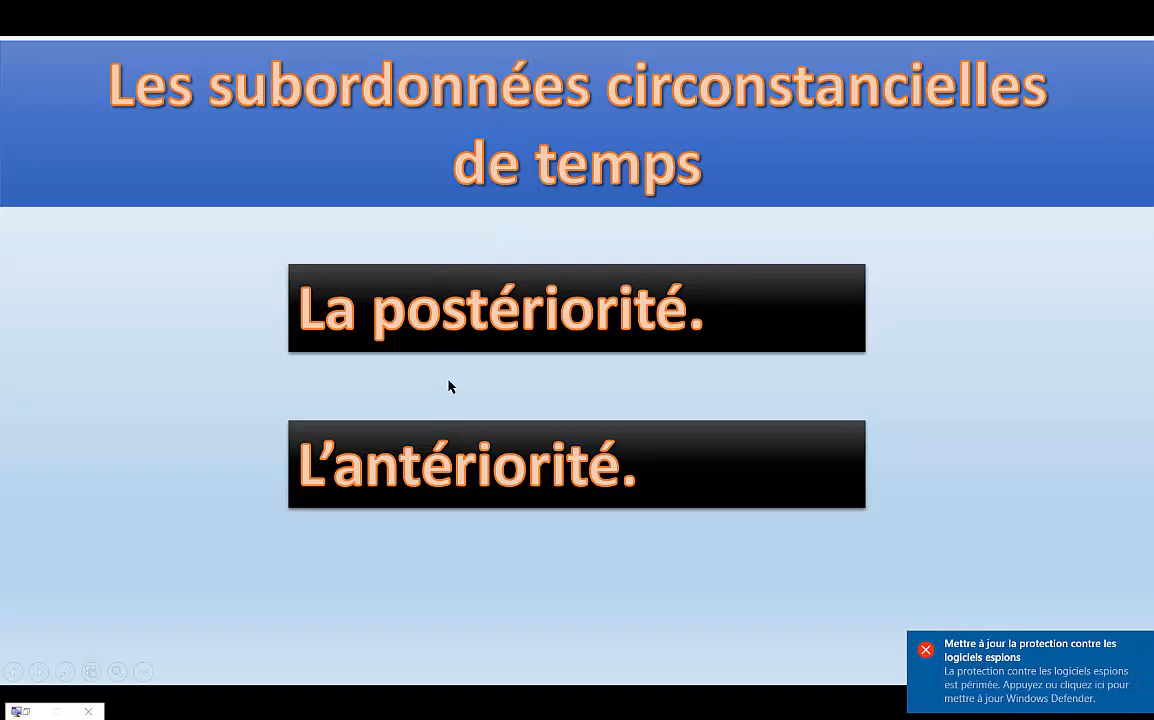 Les subordonnées circonstancielles
de temps
La postériorité.
L’antériorité.
Mettre à jour la protection contre les
logiciels espions
La protection contre les logiciels espions
est périmée. Appuyez ou cliquez ici pour
mettre à jour Windows Defender.